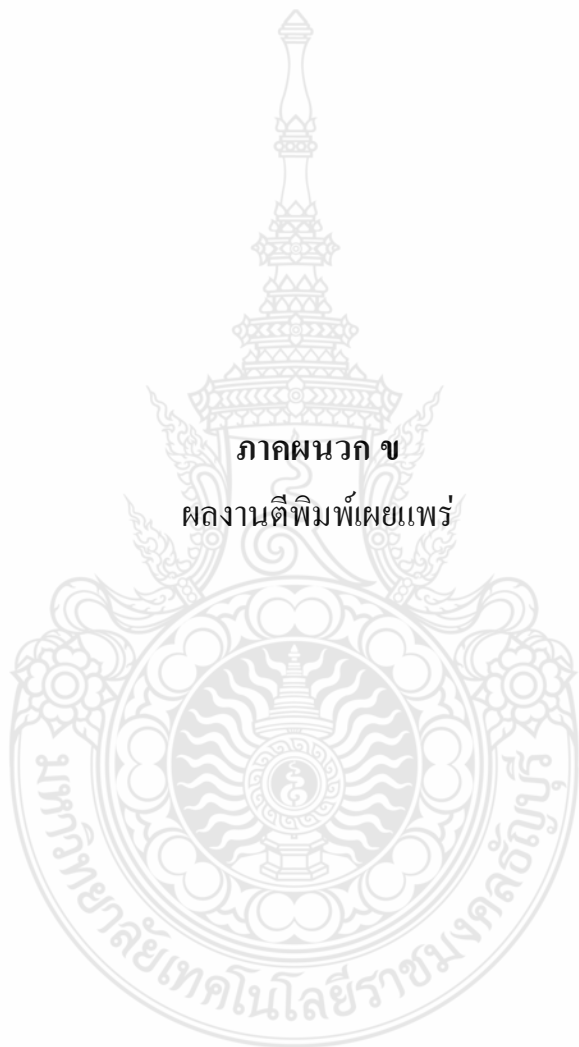 ภาคผนวก ข
ผลงานตีพิมพ์เผยแพร่
มหาวิทยาลัยเทคโนโลยีราชมงคลธัญบุรี